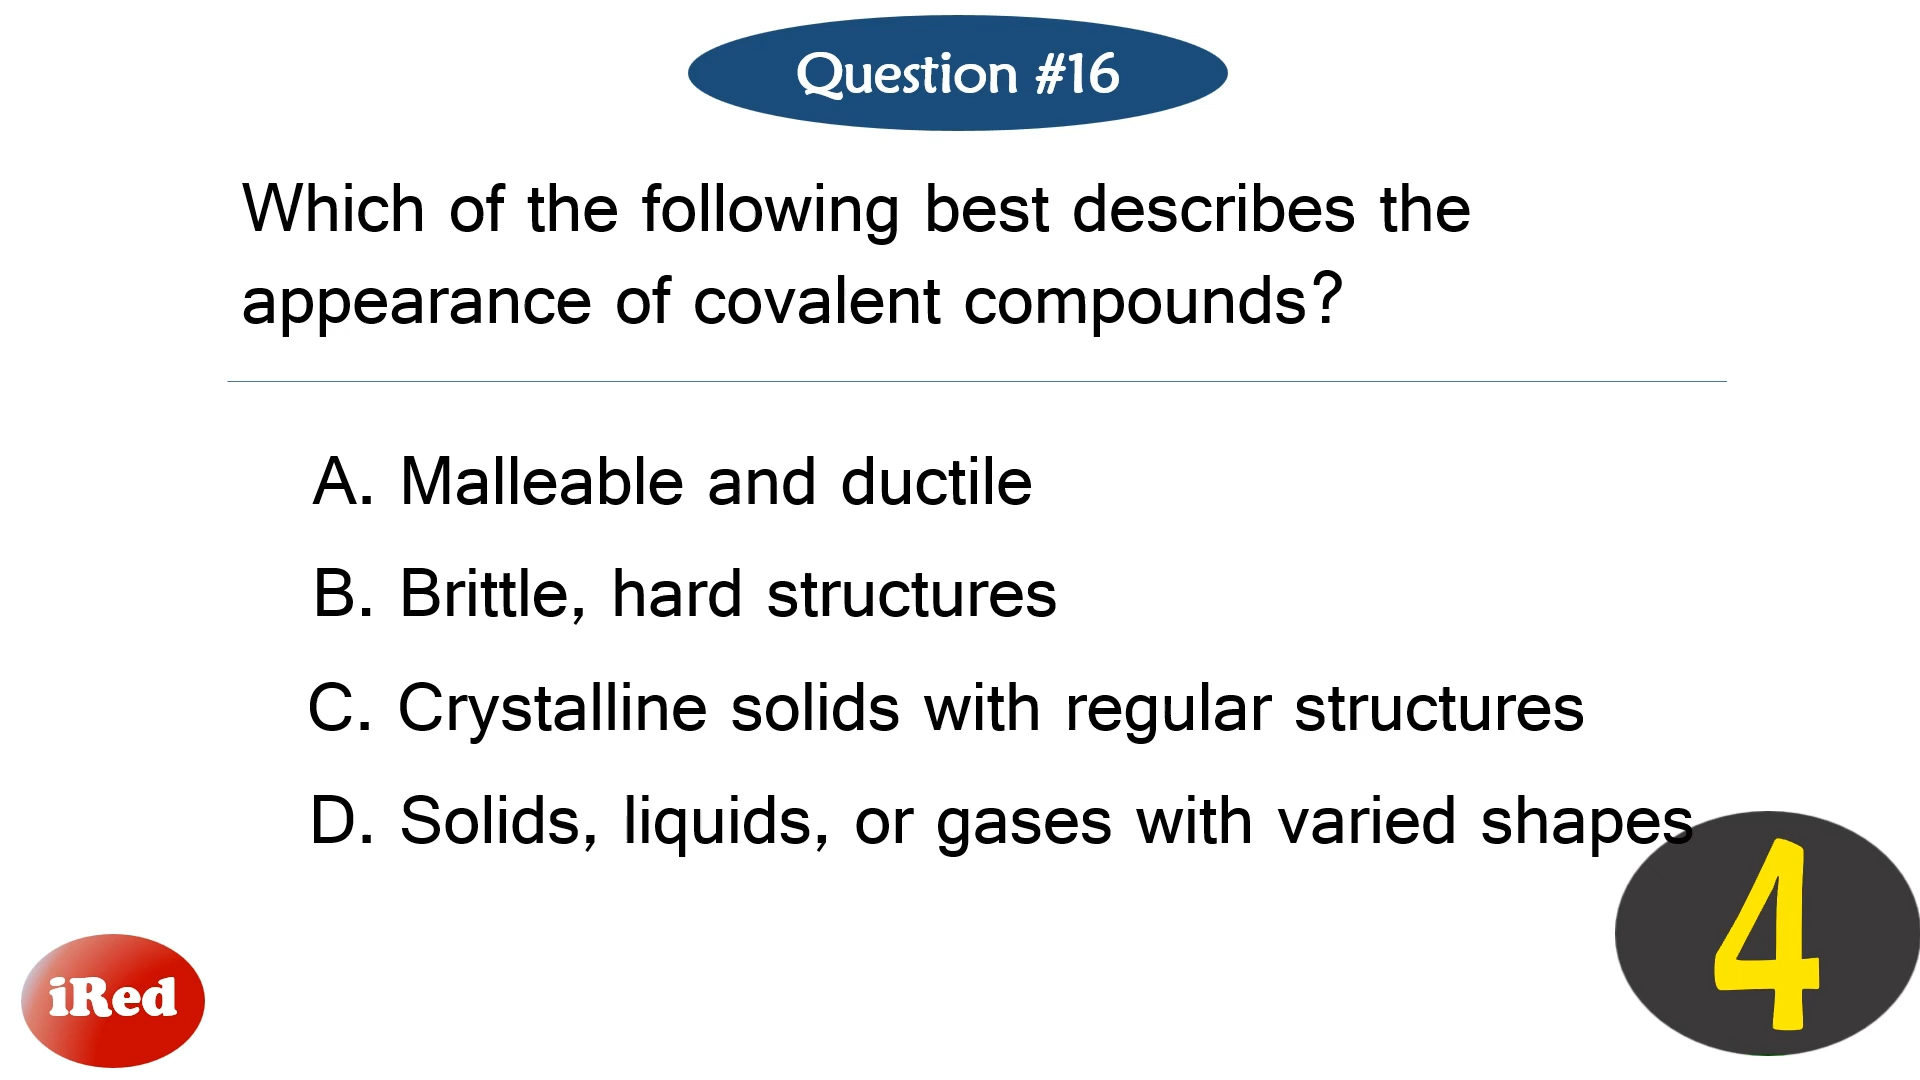 Question #16
Which of the following best describes the
appearance of covalent compounds?
A. Malleable and ductile
B. Brittle, hard structures
C. Crystalline solids with regular structures
D. Solids, liquids, or gases with varied shapes
4
iRed